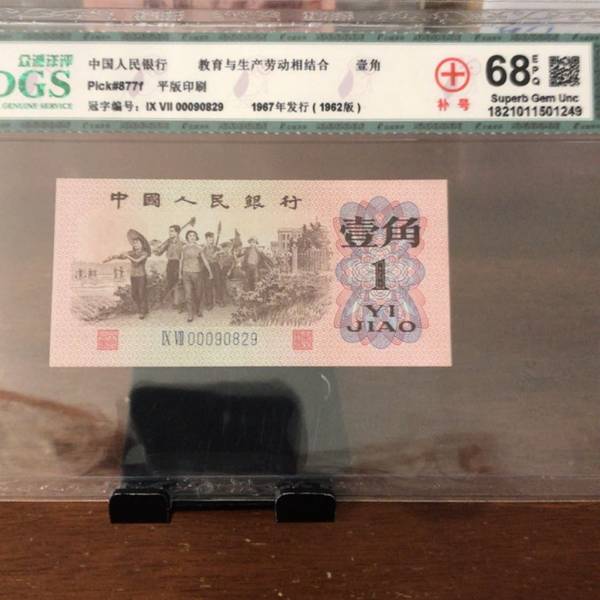 众诚评评
DGS
GENUINE SERVICE
中国人民银行 教育与生产劳动相结合 壹角
Pick#877f 平版印刷
冠字编号: IX VII 00090829 1967年发行 ( 1962版 )
补号
68 EPQ
Superb Gem Unc
1821011501249
中國人民銀行
壹角
1
YI
JIAO
IX VII 00090829